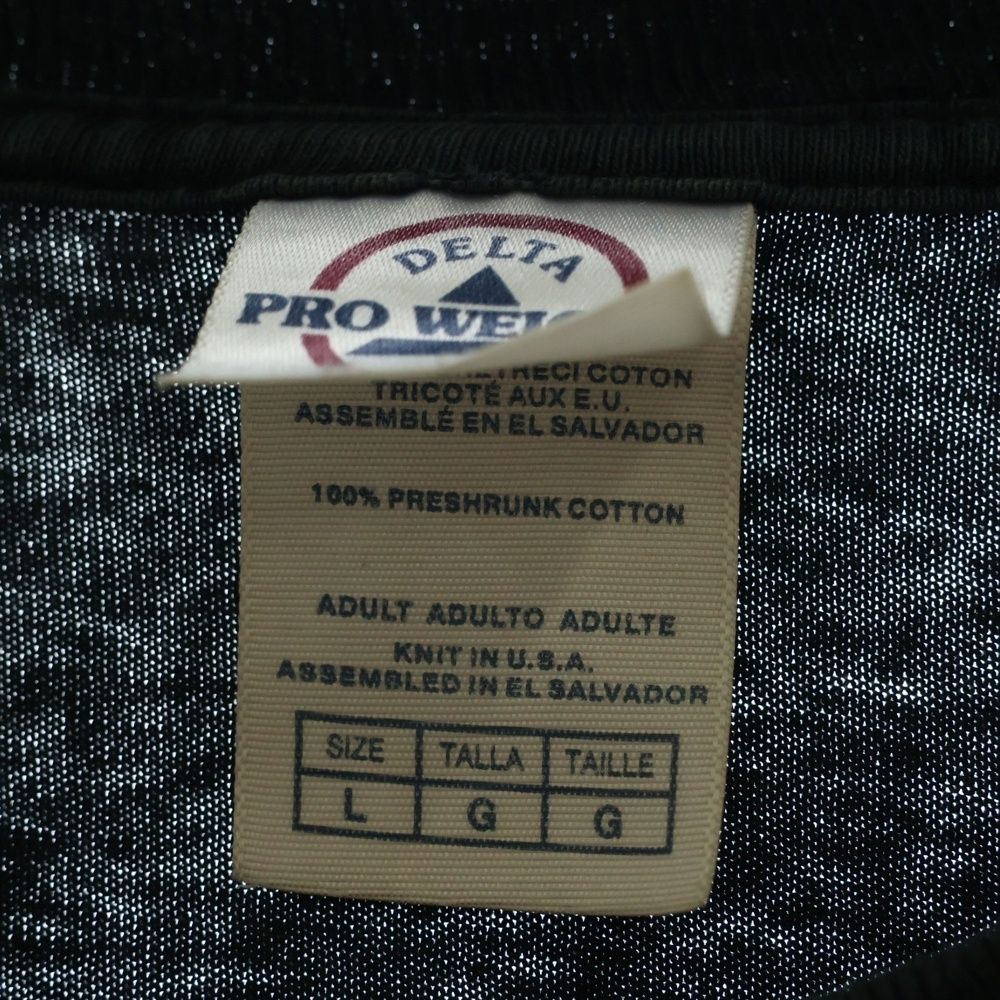 DELTA
PRO
COTON
TRICOTÉ AUX E.U.
ASSEMBLÉ EN EL SALVADOR
100% PRESHRUNK COTTON
ADULT ADULTO ADULTE
KNIT IN U.S.A.
ASSEMBLED IN EL SALVADOR
SIZE TALLA TAILLE
L G G